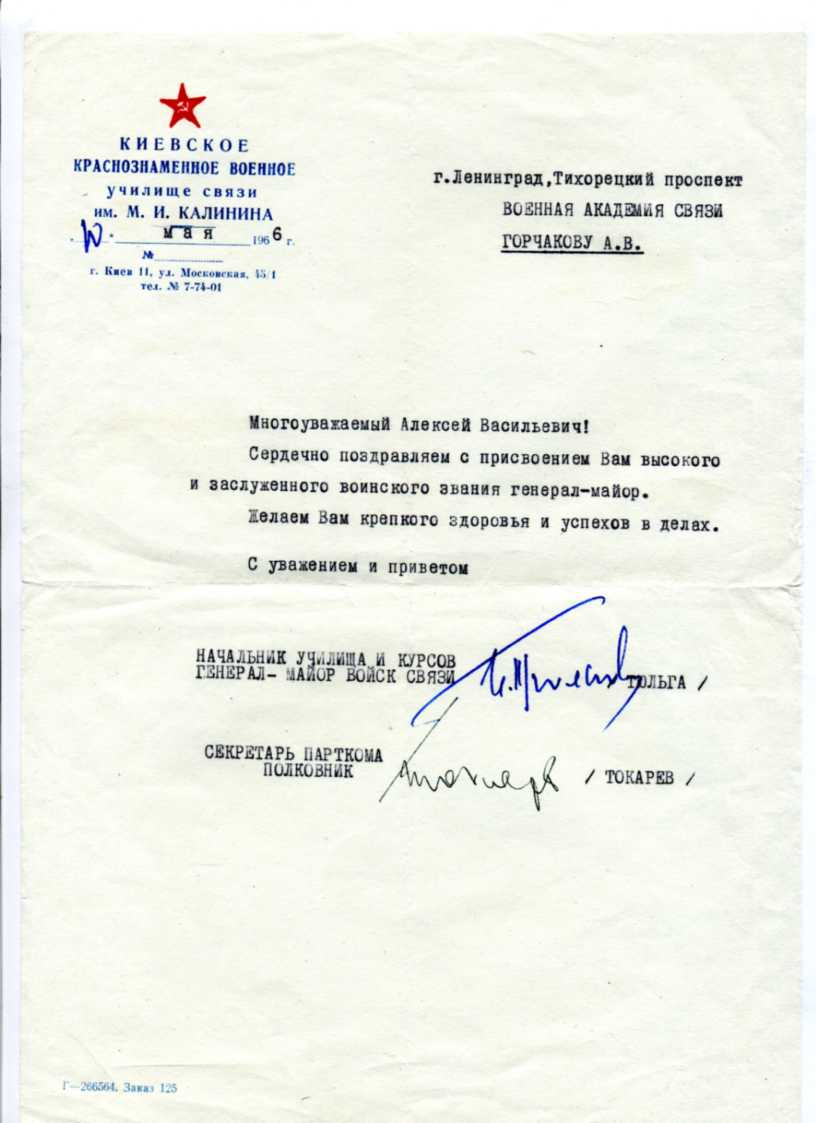 КИЕВСКОЕ
КРАСНОЗНАМЕННОЕ ВОЕННОЕ
УЧИЛИЩЕ СВЯЗИ
им. М. И. КАЛИНИНА
мая 1966 г.
№
г. Киев 11, ул. Московская, 45/1
тел. № 7-74-01
г.Ленинград,Тихорецкий проспект
ВОЕННАЯ АКАДЕМИЯ СВЯЗИ
ГОРЧАКОВУ А.В.
Многоуважаемый Алексей Васильевич!
Сердечно поздравляем с присвоением Вам высокого
и заслуженного воинского звания генерал-майор.
Желаем Вам крепкого здоровья и успехов в делах.
С уважением и приветом
НАЧАЛЬНИК УЧИЛИЩА И КУРСОВ
ГЕНЕРАЛ- МАЙОР ВОЙСК СВЯЗИ / ТОЛЬГА /
СЕКРЕТАРЬ ПАРТКОМА
ПОЛКОВНИК / ТОКАРЕВ /
Г—266564. Заказ 125